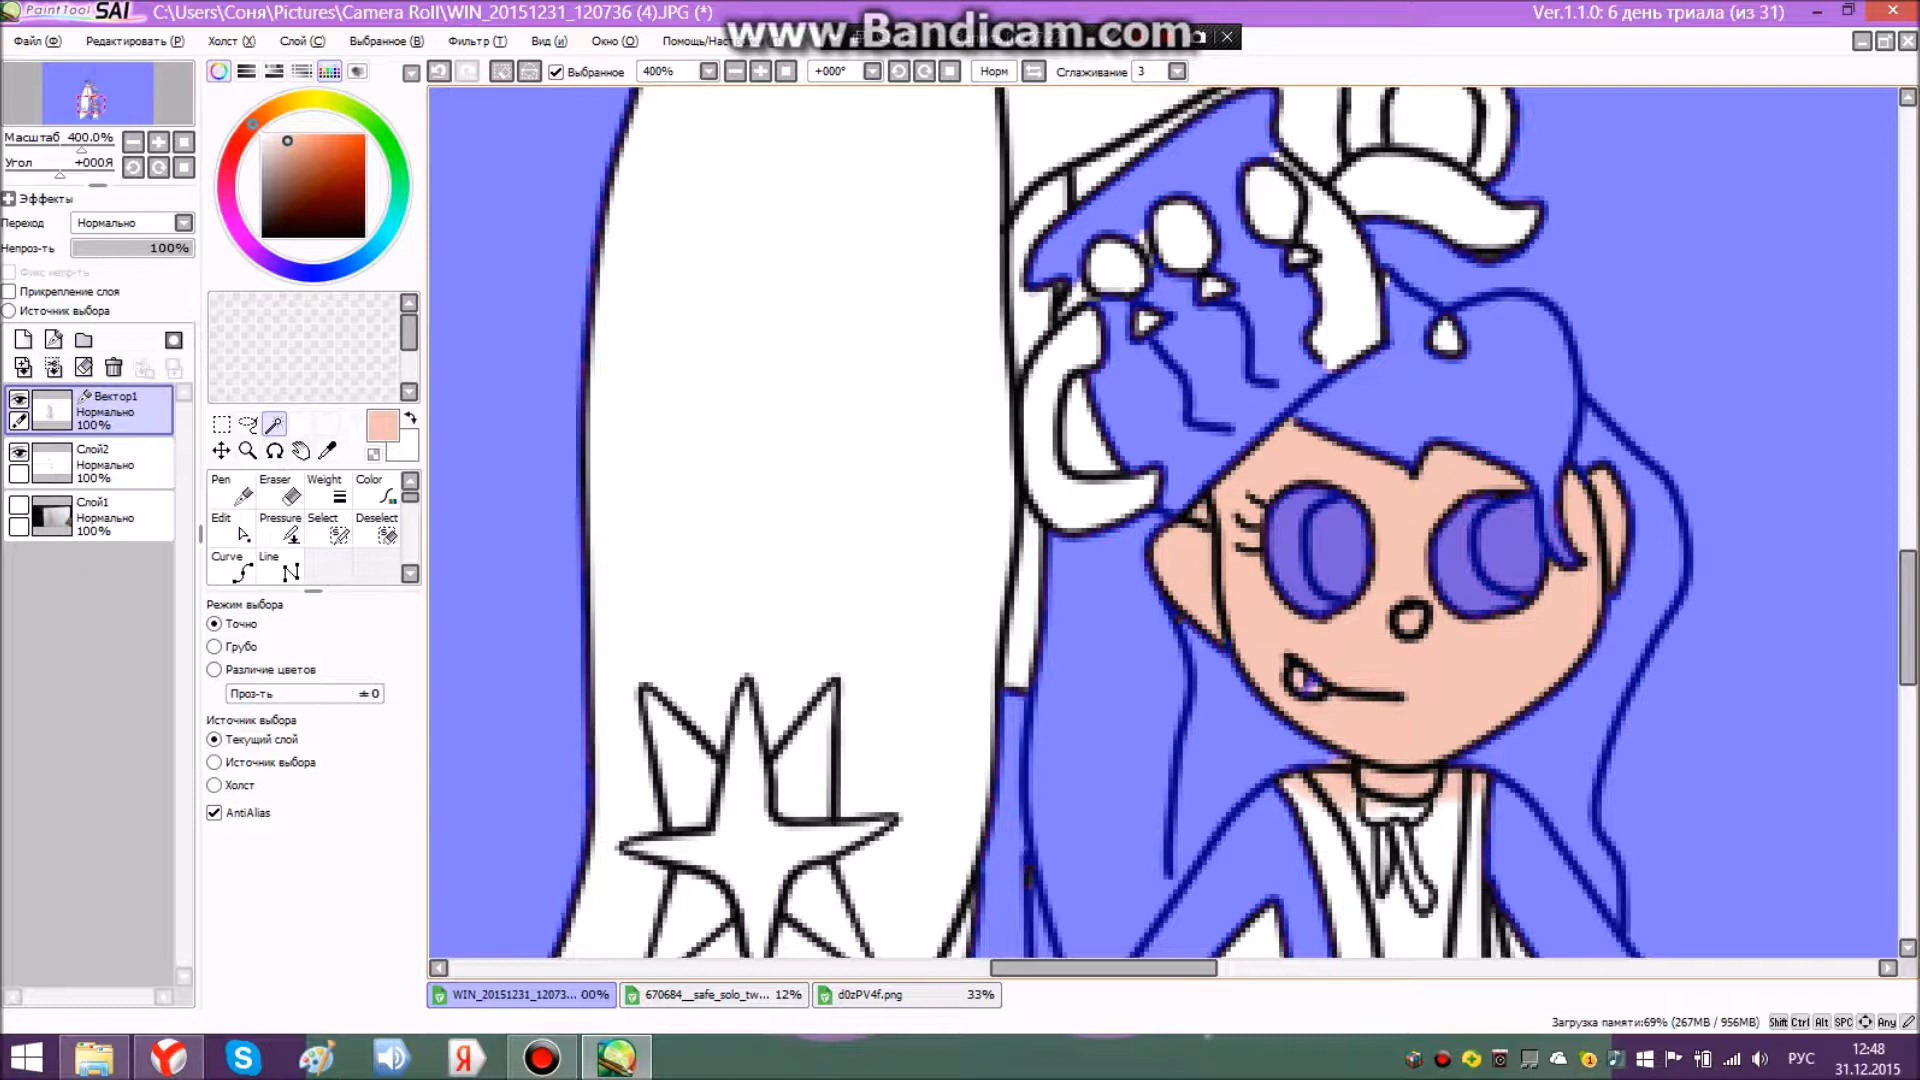 PaintTool SAI C:\Users\Соня\Pictures\Camera Roll\WIN_20151231_120736 (4).JPG (*)
www.Bandicam.com
Ver.1.1.0: 6 день триала (из 31)
Файл (Ф) Редактировать (P) Холст (X) Слой (C) Выбранное (B) Фильтр (T) Вид (и) Окно (O)
Выбранное 400% +000° Норм Сглаживание 3
Масштаб 400.0%
Угол +000Я
Эффекты
Переход Нормально
Непроз-ть 100%
Фикс непр-ть
Прикрепление слоя
Источник выбора
Вектор1
Нормально
100%
Слой2
Нормально
100%
Слой1
Нормально
100%
Pen Eraser Weight Color
Edit Pressure Select Deselect
Curve Line
Режим выбора
Точно
Грубо
Различие цветов
Проз-ть ±0
Источник выбора
Текущий слой
Источник выбора
Холст
AntiAlias
WIN_20151231_12073... 00% 670684__safe_solo_tw... 12% d0zPV4f.png 33%
Загрузка памяти:69% (267MB / 956MB) Shift Ctrl Alt SPC Any
S Я РУС 12:48
31.12.2015